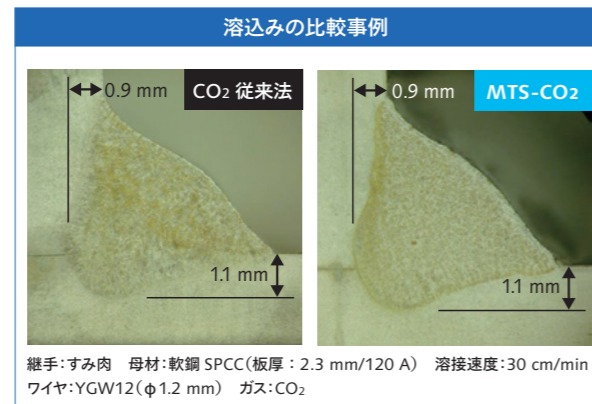 溶込みの比較事例
0.9 mm
CO₂ 従来法
1.1 mm
0.9 mm
MTS-CO₂
1.1 mm
継手:すみ肉 母材:軟鋼 SPCC(板厚:2.3 mm/120 A) 溶接速度:30 cm/min
ワイヤ:YGW12(φ1.2 mm) ガス:CO₂